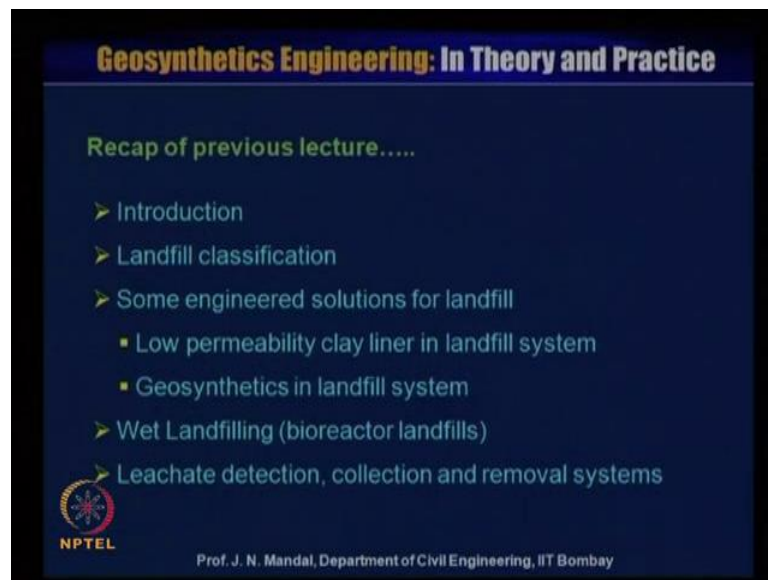 Geosynthetics Engineering: In Theory and Practice
Recap of previous lecture.....
➢ Introduction
➢ Landfill classification
➢ Some engineered solutions for landfill
▪ Low permeability clay liner in landfill system
▪ Geosynthetics in landfill system
➢ Wet Landfilling (bioreactor landfills)
➢ Leachate detection, collection and removal systems
NPTEL
Prof. J. N. Mandal, Department of Civil Engineering, IIT Bombay